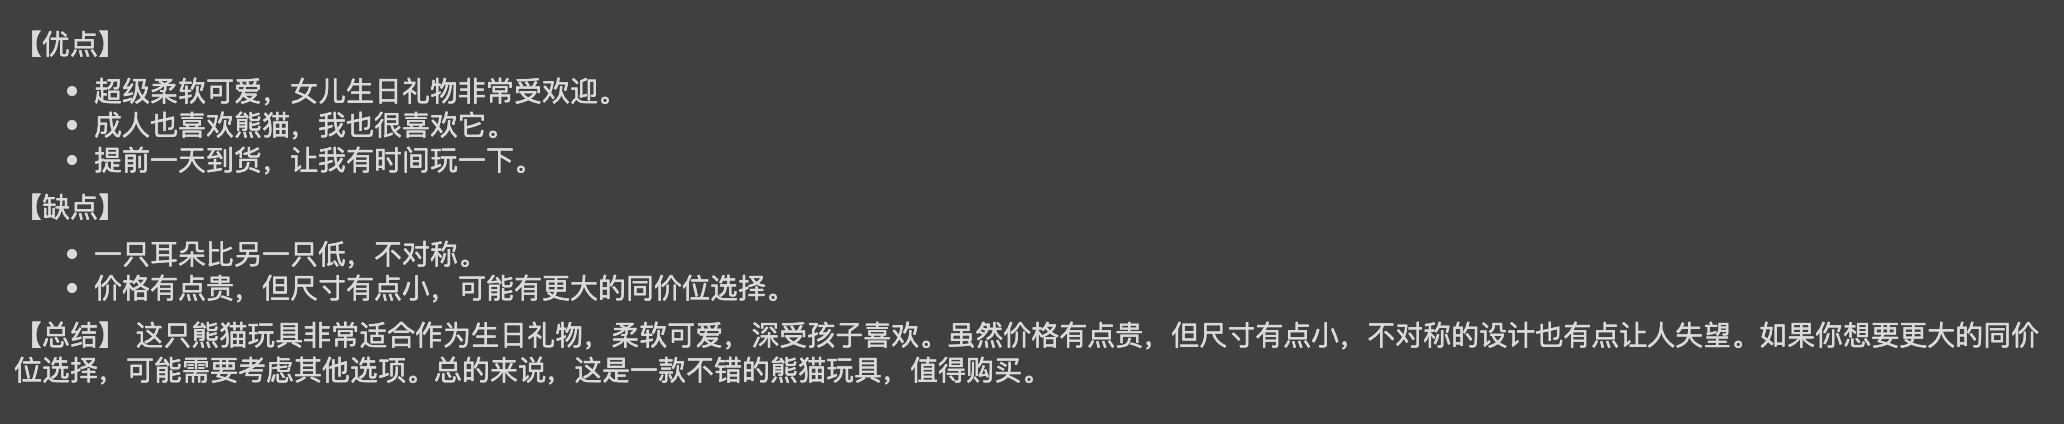 【优点】
• 超级柔软可爱，女儿生日礼物非常受欢迎。
• 成人也喜欢熊猫，我也很喜欢它。
• 提前一天到货，让我有时间玩一下。
【缺点】
• 一只耳朵比另一只低，不对称。
• 价格有点贵，但尺寸有点小，可能有更大的同价位选择。
【总结】 这只熊猫玩具非常适合作为生日礼物，柔软可爱，深受孩子喜欢。虽然价格有点贵，但尺寸有点小，不对称的设计也有点让人失望。如果你想要更大的同价
位选择，可能需要考虑其他选项。总的来说，这是一款不错的熊猫玩具，值得购买。